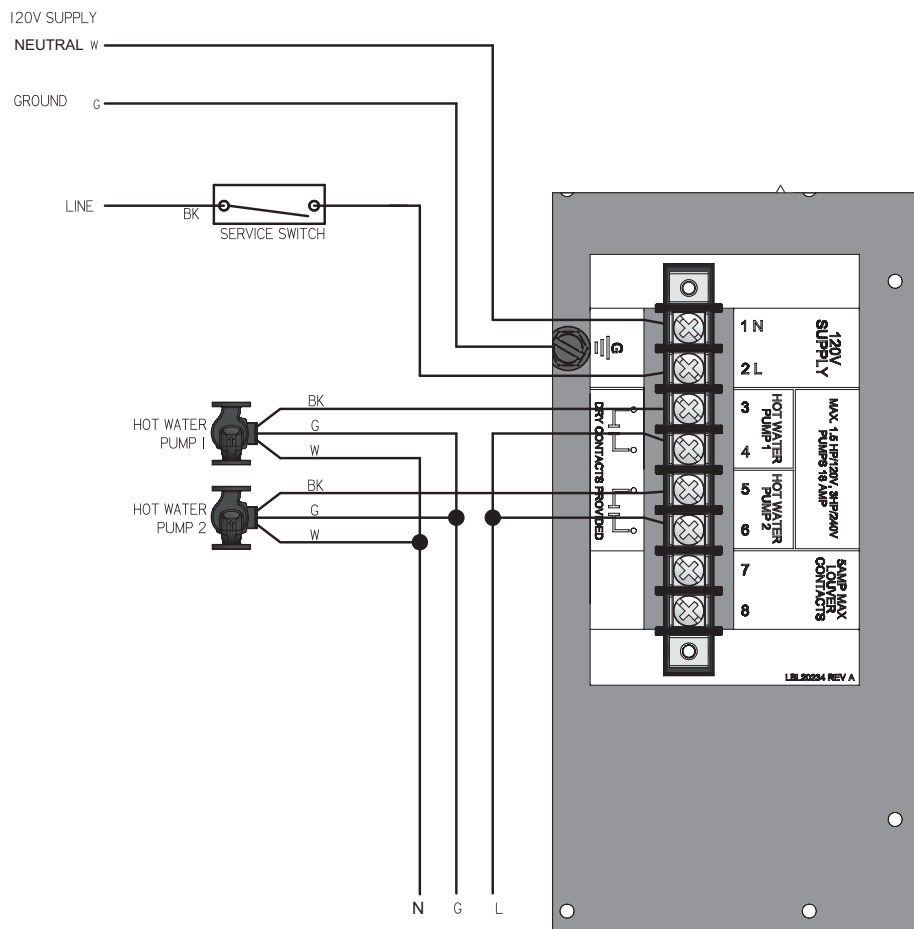 120V SUPPLY
NEUTRAL W
GROUND G
LINE
BK
SERVICE SWITCH
HOT WATER
PUMP 1
BK
G
W
HOT WATER
PUMP 2
BK
G
W
N G L
G
DRY CONTACTS PROVIDED
1 N
2 L
3
4
5
6
7
8
120V
SUPPLY
HOT WATER
PUMP 1
HOT WATER
PUMP 2
MAX. 1.5 HP/120V, 3HP/240V
PUMPS 18 AMP
5AMP MAX
LOUVER
CONTACTS
LBL20234 REV A